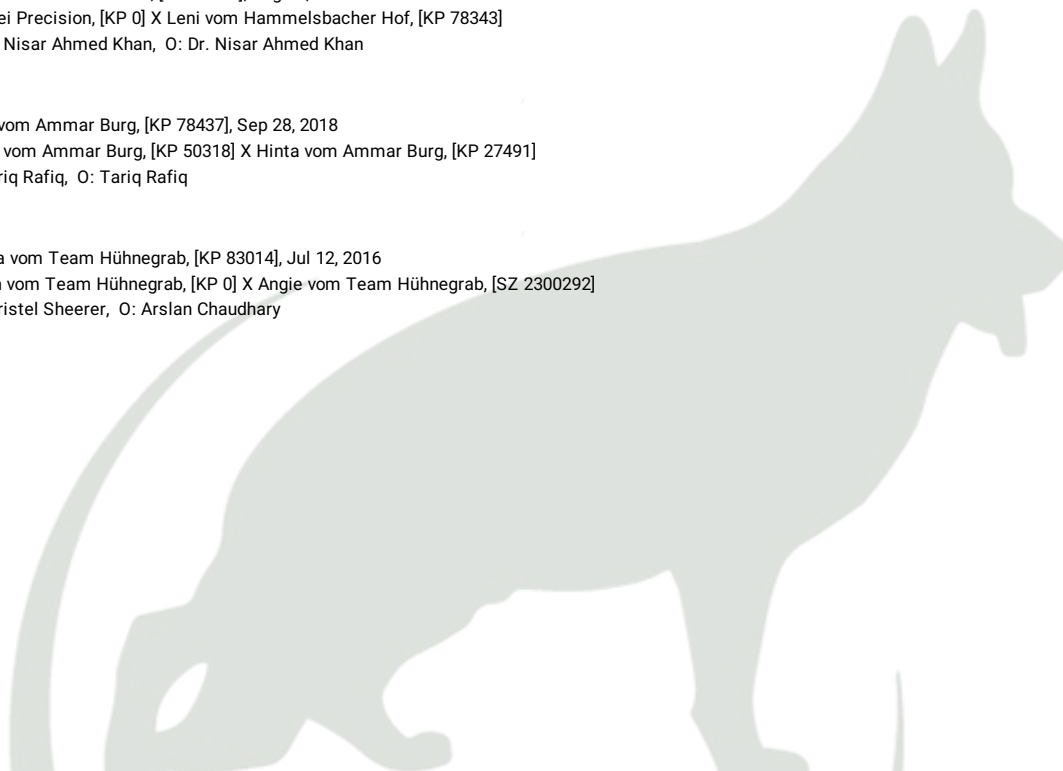 ei Precision, [KP 0] X Leni vom Hammelsbacher Hof, [KP 78343]
Nisar Ahmed Khan, O: Dr. Nisar Ahmed Khan
vom Ammar Burg, [KP 78437], Sep 28, 2018
vom Ammar Burg, [KP 50318] X Hinta vom Ammar Burg, [KP 27491]
riq Rafiq, O: Tariq Rafiq
a vom Team Hühnegrab, [KP 83014], Jul 12, 2016
vom Team Hühnegrab, [KP 0] X Angie vom Team Hühnegrab, [SZ 2300292]
ristel Sheerer, O: Arslan Chaudhary